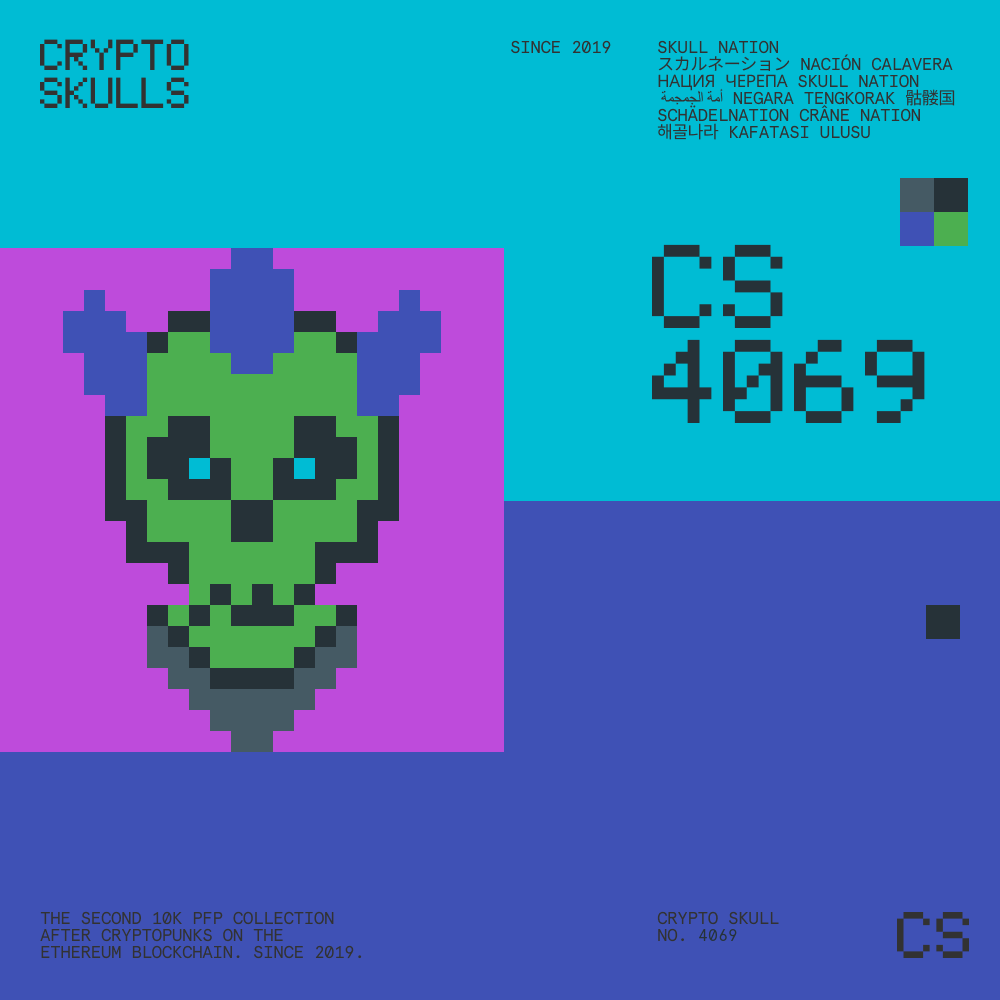 CRYPTO
SKULLS
SINCE 2019
SKULL NATION
スカルネーション NACIÓN CALAVERA
НАЦИЯ ЧЕРЕПА SKULL NATION
أمة الجمجمة NEGARA TENGKORAK 骷髅国
SCHÄDELNATION CRÂNE NATION
해골나라 KAFATASI ULUSU
CS
4069
THE SECOND 10K PFP COLLECTION
AFTER CRYPTOPUNKS ON THE
ETHEREUM BLOCKCHAIN. SINCE 2019.
CRYPTO SKULL
NO. 4069
CS